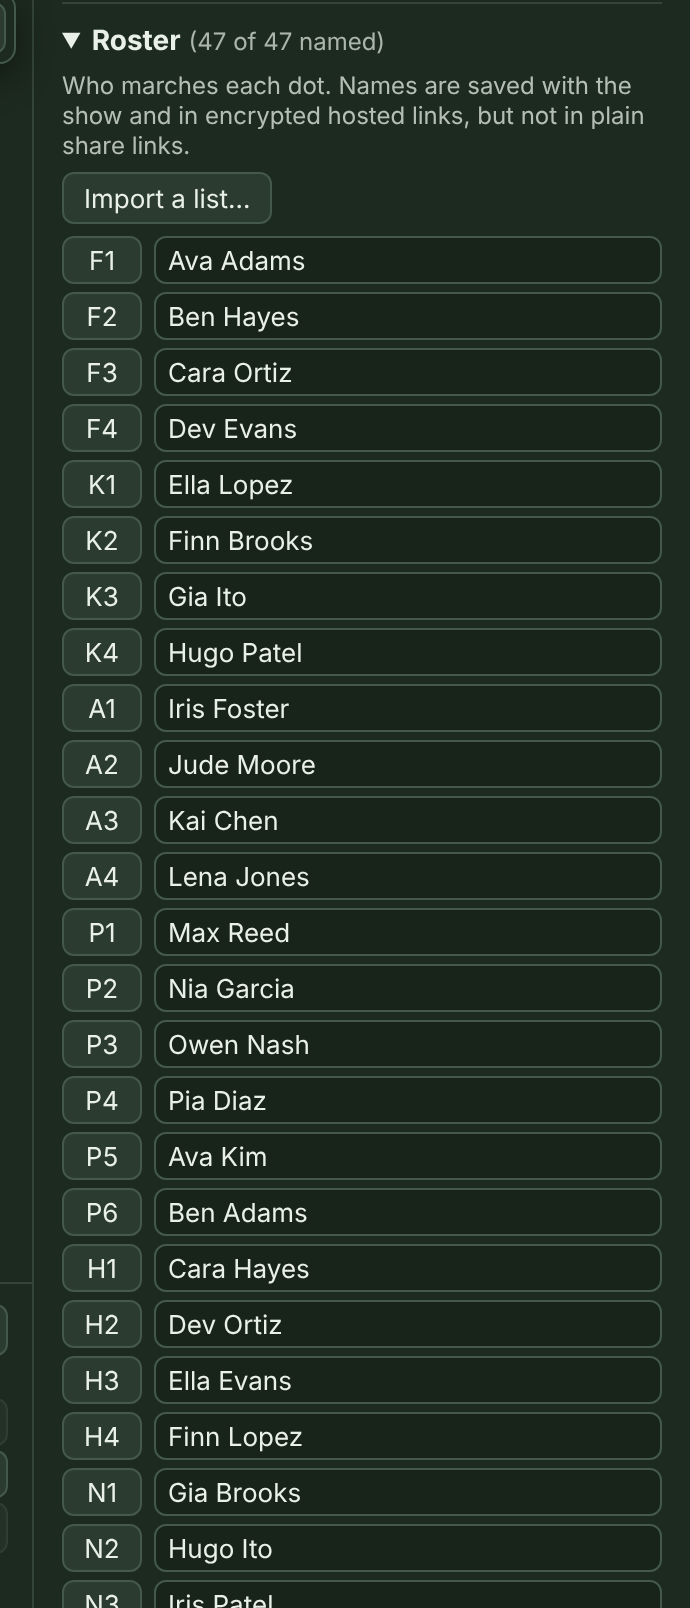 ▼ Roster (47 of 47 named)
Who marches each dot. Names are saved with the
show and in encrypted hosted links, but not in plain
share links.
Import a list...
F1 Ava Adams
F2 Ben Hayes
F3 Cara Ortiz
F4 Dev Evans
K1 Ella Lopez
K2 Finn Brooks
K3 Gia Ito
K4 Hugo Patel
A1 Iris Foster
A2 Jude Moore
A3 Kai Chen
A4 Lena Jones
P1 Max Reed
P2 Nia Garcia
P3 Owen Nash
P4 Pia Diaz
P5 Ava Kim
P6 Ben Adams
H1 Cara Hayes
H2 Dev Ortiz
H3 Ella Evans
H4 Finn Lopez
N1 Gia Brooks
N2 Hugo Ito
N3 Iris Patel